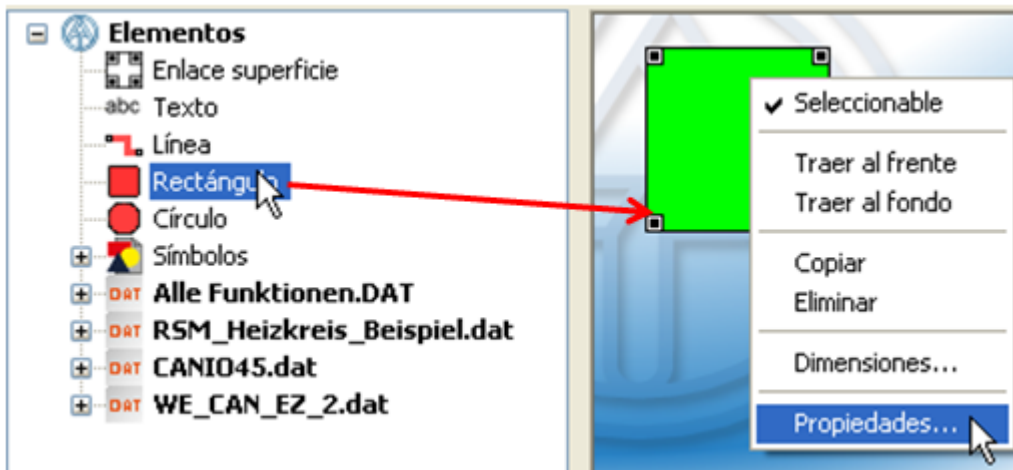 Elementos
Enlace superficie
abc Texto
Línea
Rectángulo
Círculo
Símbolos
DAT Alle Funktionen.DAT
DAT RSM_Heizkreis_Beispiel.dat
DAT CANIO45.dat
DAT WE_CAN_EZ_2.dat
Seleccionable
Traer al frente
Traer al fondo
Copiar
Eliminar
Dimensiones...
Propiedades...